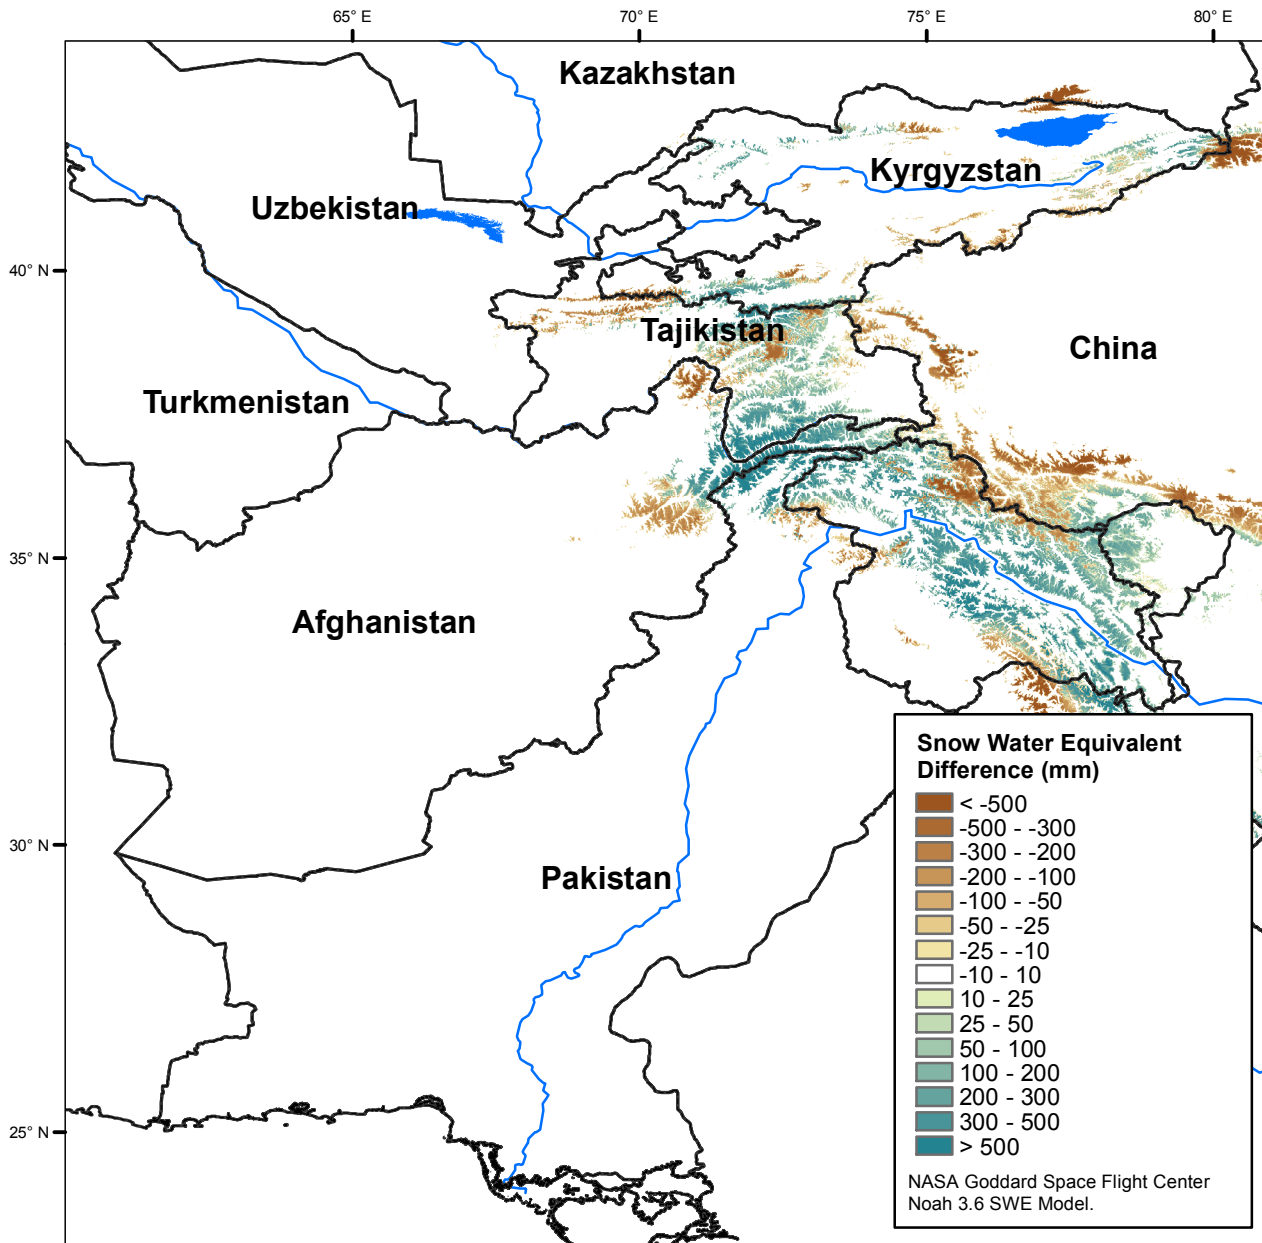 65° E
70° E
75° E
80° E
Kazakhstan
Kyrgyzstan
Uzbekistan
40° N
Tajikistan
China
Turkmenistan
35° N
Afghanistan
30° N
Pakistan
25° N
Snow Water Equivalent
Difference (mm)
< -500
-500 - -300
-300 - -200
-200 - -100
-100 - -50
-50 - -25
-25 - -10
-10 - 10
10 - 25
25 - 50
50 - 100
100 - 200
200 - 300
300 - 500
> 500
NASA Goddard Space Flight Center
Noah 3.6 SWE Model.